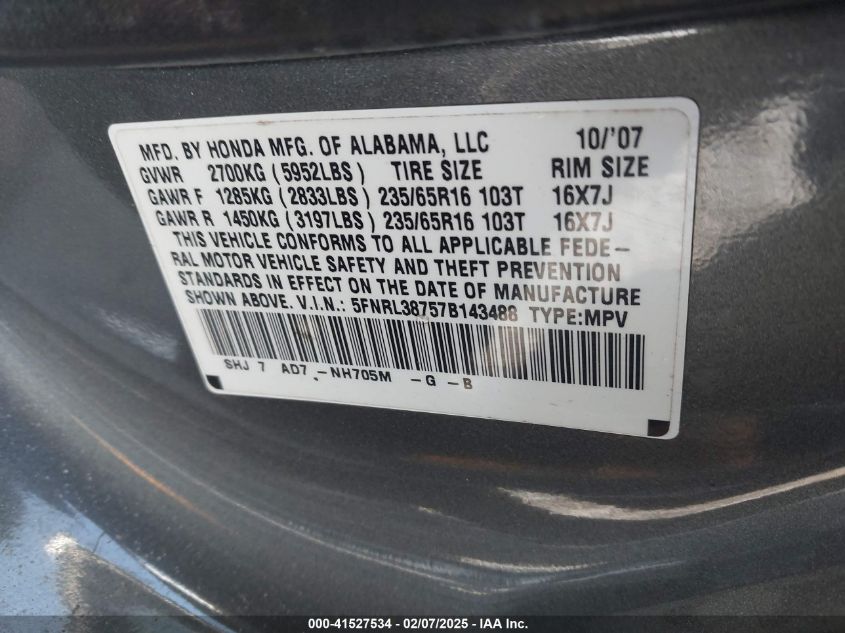 MFD. BY HONDA MFG. OF ALABAMA, LLC 10/'07
GVWR 2700KG (5952LBS) TIRE SIZE RIM SIZE
GAWR F 1285KG (2833LBS) 235/65R16 103T 16X7J
GAWR R 1450KG (3197LBS) 235/65R16 103T 16X7J
THIS VEHICLE CONFORMS TO ALL APPLICABLE FEDE-
RAL MOTOR VEHICLE SAFETY AND THEFT PREVENTION
STANDARDS IN EFFECT ON THE DATE OF MANUFACTURE
SHOWN ABOVE. V.I.N.: 5FNRL38757B143488 TYPE:MPV
SHJ 7 AD7 -NH705M -G -B
000-41527534 - 02/07/2025 - IAA Inc.